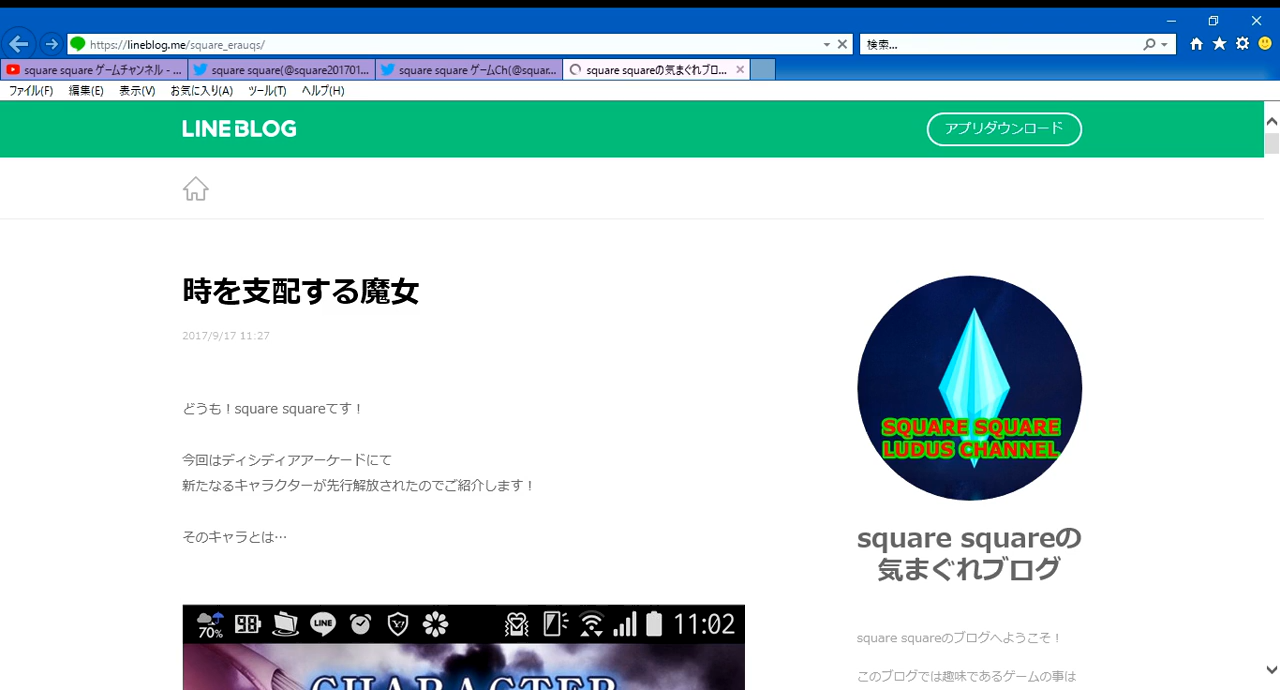 https://lineblog.me/square_erauqs/
検索...
square square ゲームチャンネル - ...
square square(@square201701...
square square ゲームCh(@squar...
square squareの気まぐれブロ...
ファイル(F) 編集(E) 表示(V) お気に入り(A) ツール(T) ヘルプ(H)
LINE BLOG
アプリダウンロード
時を支配する魔女
2017/9/17 11:27
どうも！square squareてす！
今回はディシディアアーケードにて
新たなるキャラクターが先行解放されたのでご紹介します！
そのキャラとは…
70%
98
LINE
Y!
11:02
CHARACTER
SQUARE SQUARE
LUDUS CHANNEL
square squareの
気まぐれブログ
square squareのブログへようこそ！
このブログでは趣味であるゲームの事は